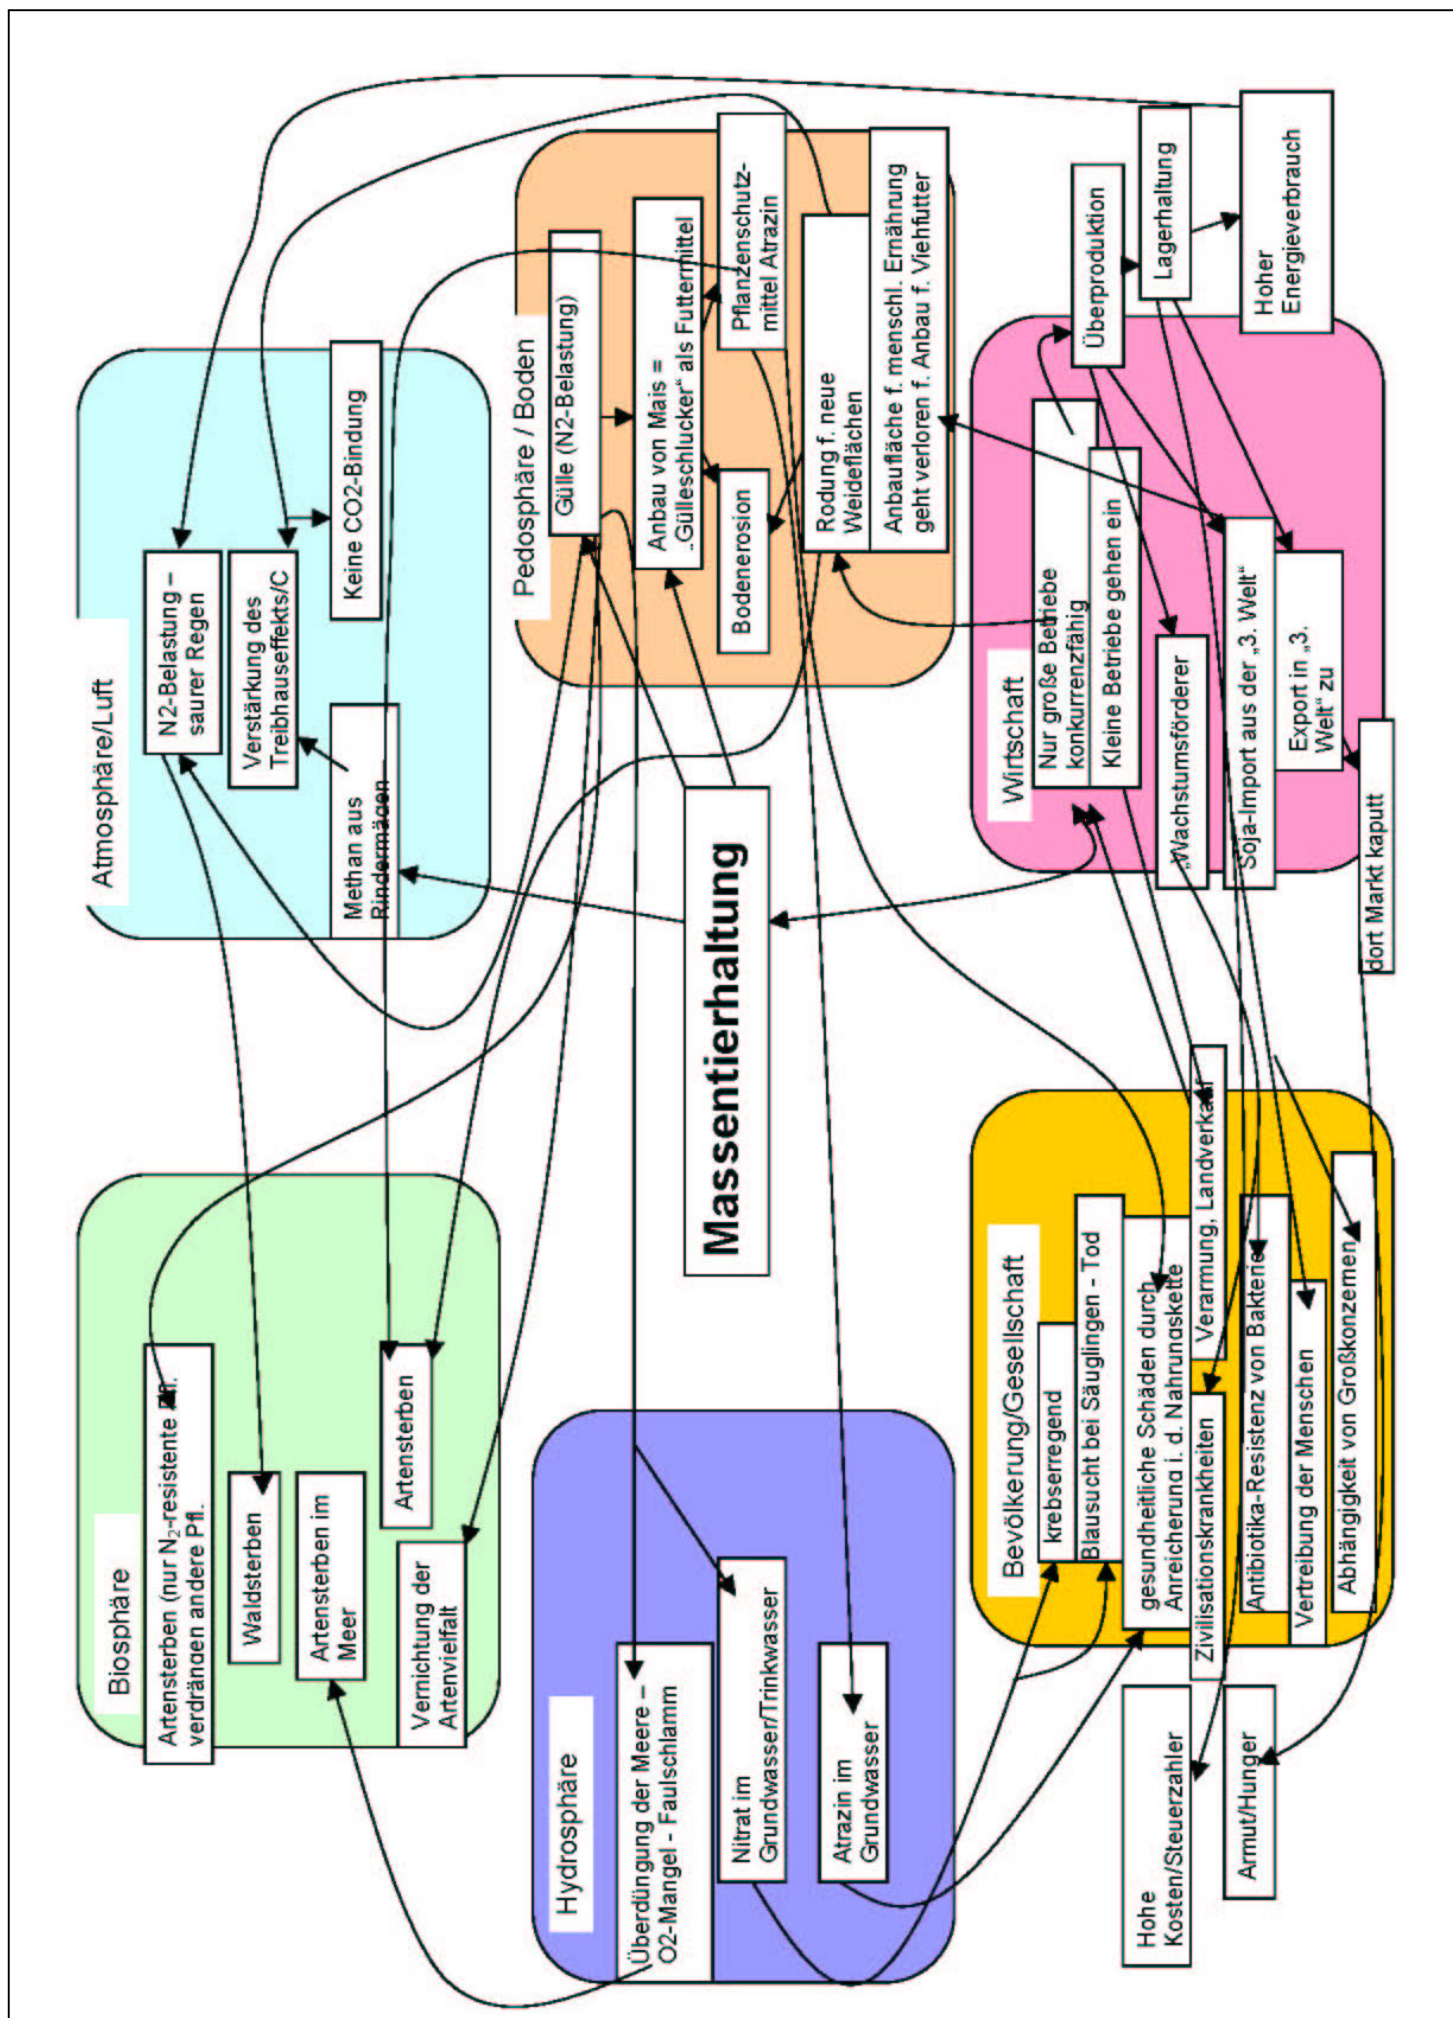 Biosphäre
Artensterben (nur N₂-resistente Pfl.
verdrängen andere Pfl.
Waldsterben
Artensterben im
Meer
Artensterben
Vernichtung der
Artenvielfalt
Atmosphäre/Luft
N2-Belastung –
saurer Regen
Verstärkung des
Treibhauseffekts/C
Methan aus
Rindermägen
Keine CO2-Bindung
Hydrosphäre
Überdüngung der Meere –
O2-Mangel - Faulschlamm
Nitrat im
Grundwasser/Trinkwasser
Atrazin im
Grundwasser
Massentierhaltung
Pedosphäre / Boden
Gülle (N2-Belastung)
Anbau von Mais =
„Gülleschlucker“ als Futtermittel
Bodenerosion
Pflanzenschutz-
mittel Atrazin
Rodung f. neue
Weideflächen
Anbaufläche f. menschl. Ernährung
geht verloren f. Anbau f. Viehfutter
Bevölkerung/Gesellschaft
krebserregend
Blausucht bei Säuglingen - Tod
gesundheitliche Schäden durch
Anreicherung i. d. Nahrungskette
Zivilisationskrankheiten
Verarmung, Landverkauf
Antibiotika-Resistenz von Bakterie
Vertreibung der Menschen
Abhängigkeit von Großkonzernen
Hohe
Kosten/Steuerzahler
Armut/Hunger
Wirtschaft
Nur große Betriebe
konkurrenzfähig
Kleine Betriebe gehen ein
„Wachstumsförderer
Soja-Import aus der „3. Welt“
Export in „3.
Welt“ zu
dort Markt kaputt
Überproduktion
Lagerhaltung
Hoher
Energieverbrauch